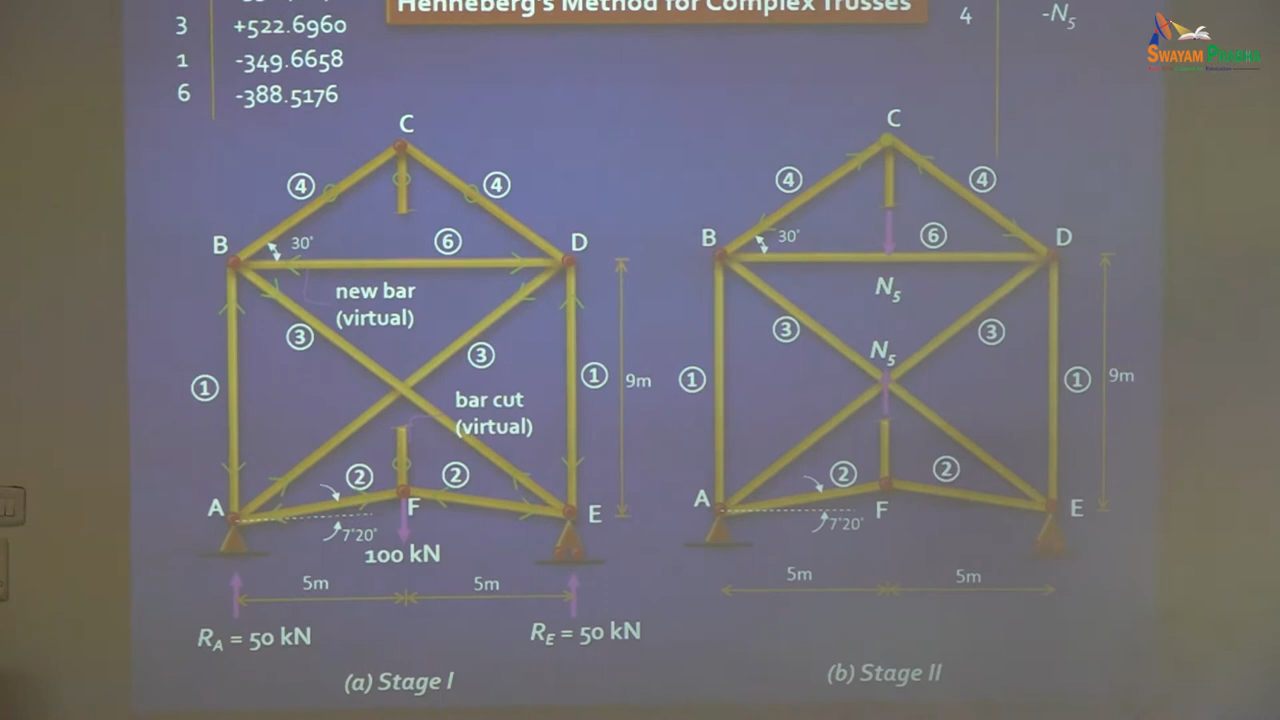 Henneberg's Method for Complex Trusses
3 +522.6960
1 -349.6658
6 -388.5176
4 -N5
SWAYAM PRABHA
C
4 4
B 30° 6 D
new bar
(virtual)
3 3
1 1 9m
bar cut
(virtual)
2 2
A F E
7°20'
100 kN
5m 5m
RA = 50 kN RE = 50 kN
(a) Stage I
C
4 4
B 30° 6 D
N5
3 3
N5
1 1 9m
2 2
A F E
7°20'
5m 5m
(b) Stage II